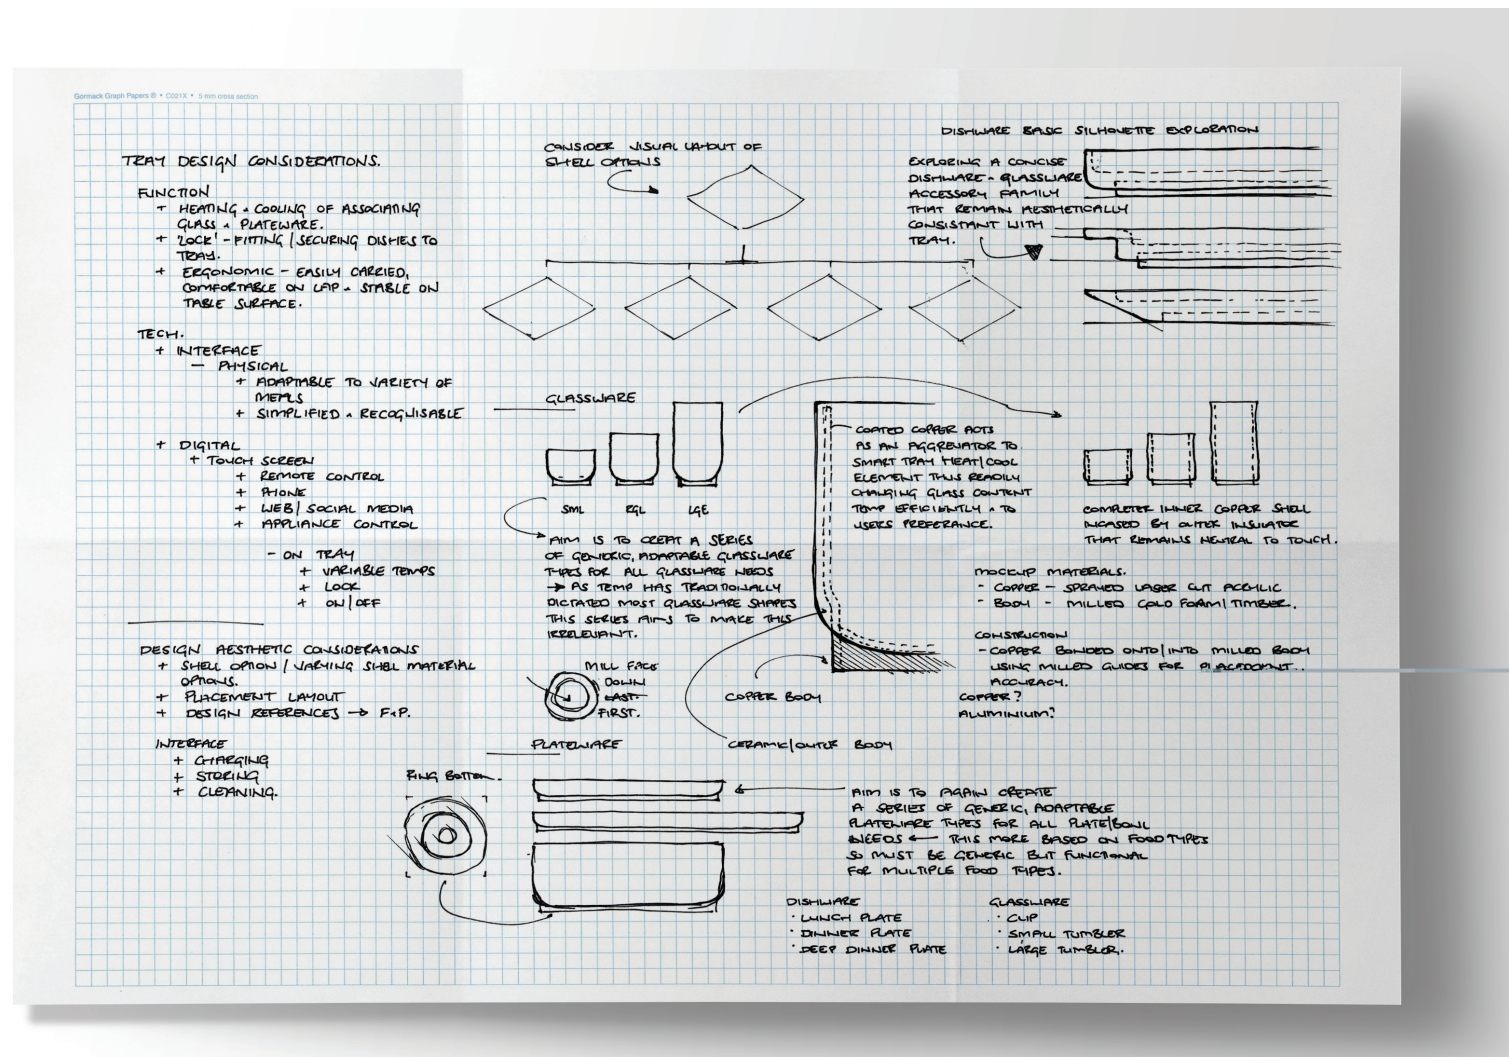 Gormack Graph Papers ® • C021X • 5 mm cross section
TRAY DESIGN CONSIDERATIONS.
FUNCTION
+ HEATING + COOLING OF ASSOCIATING
GLASS + PLATEWARE.
+ 'LOCK' - FITTING / SECURING DISHES TO
TRAY.
+ ERGONOMIC - EASILY CARRIED,
COMFORTABLE ON LAP + STABLE ON
TABLE SURFACE.
TECH.
+ INTERFACE
- PHYSICAL
+ ADAPTABLE TO VARIETY OF
MEALS
+ SIMPLIFIED + RECOGNISABLE
+ DIGITAL
+ TOUCH SCREEN
+ REMOTE CONTROL
+ PHONE
+ WEB/ SOCIAL MEDIA
+ APPLIANCE CONTROL
- ON TRAY
+ VARIABLE TEMPS
+ LOCK
+ ON/OFF
DESIGN AESTHETIC CONSIDERATIONS
+ SHELL OPTION / VARYING SHELL MATERIAL
OPTIONS.
+ PLACEMENT LAYOUT
+ DESIGN REFERENCES → F+P.
INTERFACE
+ CHARGING
+ STORING
+ CLEANING.
CONSIDER VISUAL LAYOUT OF
SHELL OPTIONS
GLASSWARE
SML RGL LGE
AIM IS TO CREAT A SERIES
OF GENERIC, ADAPTABLE GLASSWARE
TYPES FOR ALL GLASSWARE NEEDS
→ AS TEMP HAS TRADITIONALLY
DICTATED MOST GLASSWARE SHAPES
THIS SERIES AIMS TO MAKE THIS
IRRELEVANT.
MILL FACE
DOWN
LAST.
FIRST.
PLATEWARE
RING BOTTOM.
DISHWARE BASIC SILHOUETTE EXPLORATION
EXPLORING A CONCISE
DISHWARE - GLASSWARE
ACCESSORY FAMILY
THAT REMAIN AESTHETICALLY
CONSISTANT WITH
TRAY.
COATED COPPER ACTS
AS AN AGGREVATOR TO
SMART TRAY HEAT/COOL
ELEMENT THUS READILY
CHANGING GLASS CONTENT
TEMP EFFICIENTLY + TO
USERS PREFERANCE.
COPPER BODY
CERAMIC/OUTER BODY
COMPLETER INNER COPPER SHELL
INCASED BY OUTER INSULATOR
THAT REMAINS NEUTRAL TO TOUCH.
MOCKUP MATERIALS.
- COPPER - SPRAYED LASER CUT ACRYLIC
- BODY - MILLED GOLD FOAM/TIMBER.
CONSTRUCTION
- COPPER BONDED ONTO/INTO MILLED BODY
USING MILLED GUIDES FOR PLACADOMNT..
ACCURACY.
COPPER?
ALUMINIUM?
AIM IS TO AGAIN CREATE
A SERIES OF GENERIC, ADAPTABLE
PLATEWARE TYPES FOR ALL PLATE/BOWL
NEEDS ← THIS MORE BASED ON FOOD TYPES
SO MUST BE GENERIC BUT FUNCTIONAL
FOR MULTIPLE FOOD TYPES.
DISHWARE
· LUNCH PLATE
· DINNER PLATE
· DEEP DINNER PLATE
GLASSWARE
· CUP
· SMALL TUMBLER
· LARGE TUMBLER.